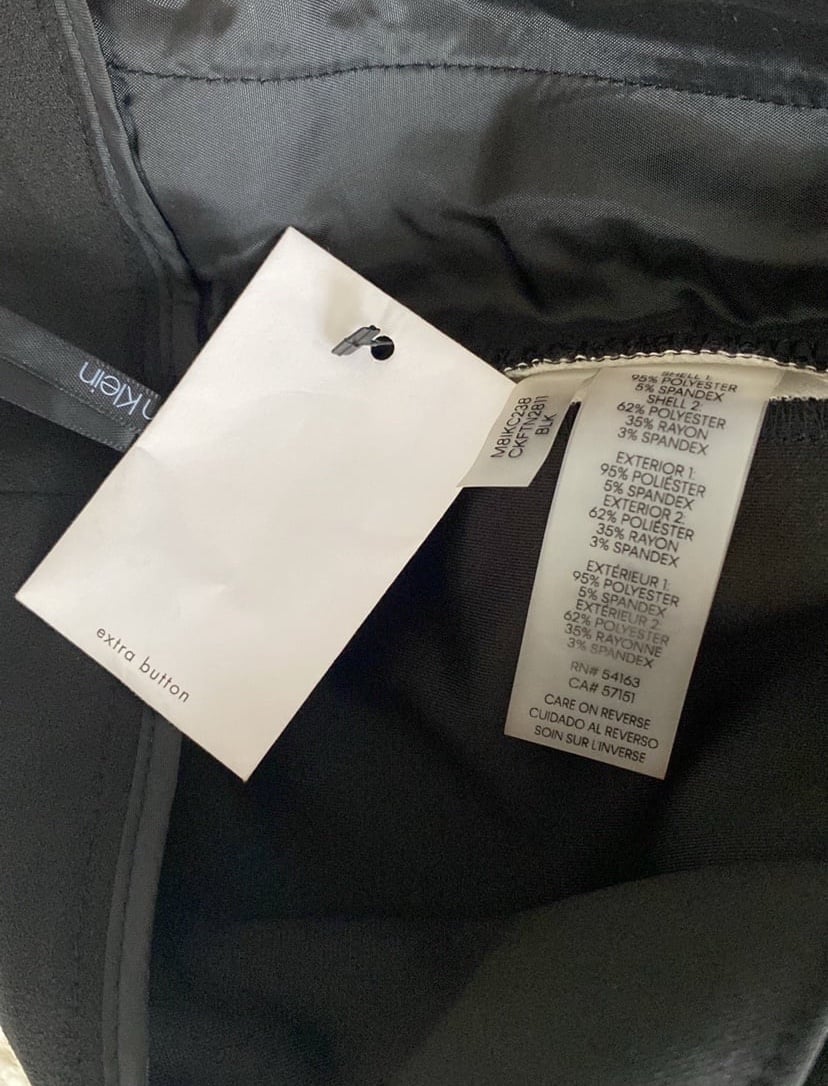 n Klein
extra button
M8IKC238
CKFTN2811
BLK
SHELL 1:
95% POLYESTER
5% SPANDEX
SHELL 2:
62% POLYESTER
35% RAYON
3% SPANDEX
EXTERIOR 1:
95% POLIÉSTER
5% SPANDEX
EXTERIOR 2:
62% POLIÉSTER
35% RAYON
3% SPANDEX
EXTÉRIEUR 1:
95% POLYESTER
5% SPANDEX
EXTÉRIEUR 2:
62% POLYESTER
35% RAYONNE
3% SPANDEX
RN# 54163
CA# 57151
CARE ON REVERSE
CUIDADO AL REVERSO
SOIN SUR L'INVERSE